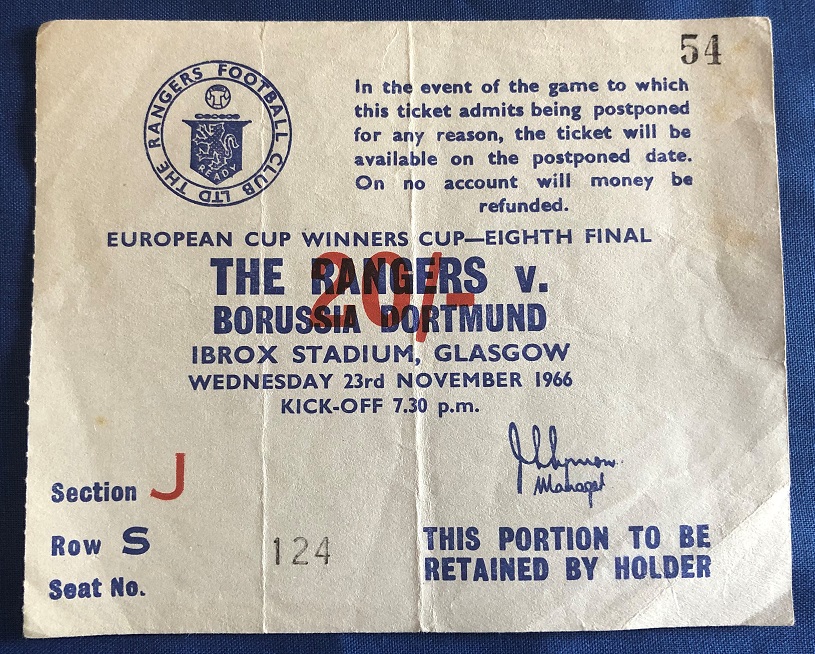 54
THE RANGERS FOOTBALL CLUB LTD
READY
In the event of the game to which
this ticket admits being postponed
for any reason, the ticket will be
available on the postponed date.
On no account will money be
refunded.
EUROPEAN CUP WINNERS CUP—EIGHTH FINAL
THE RANGERS v.
20/-
BORUSSIA DORTMUND
IBROX STADIUM, GLASGOW
WEDNESDAY 23rd NOVEMBER 1966
KICK-OFF 7.30 p.m.
Manager
Section J
Row S
Seat No. 124
THIS PORTION TO BE
RETAINED BY HOLDER